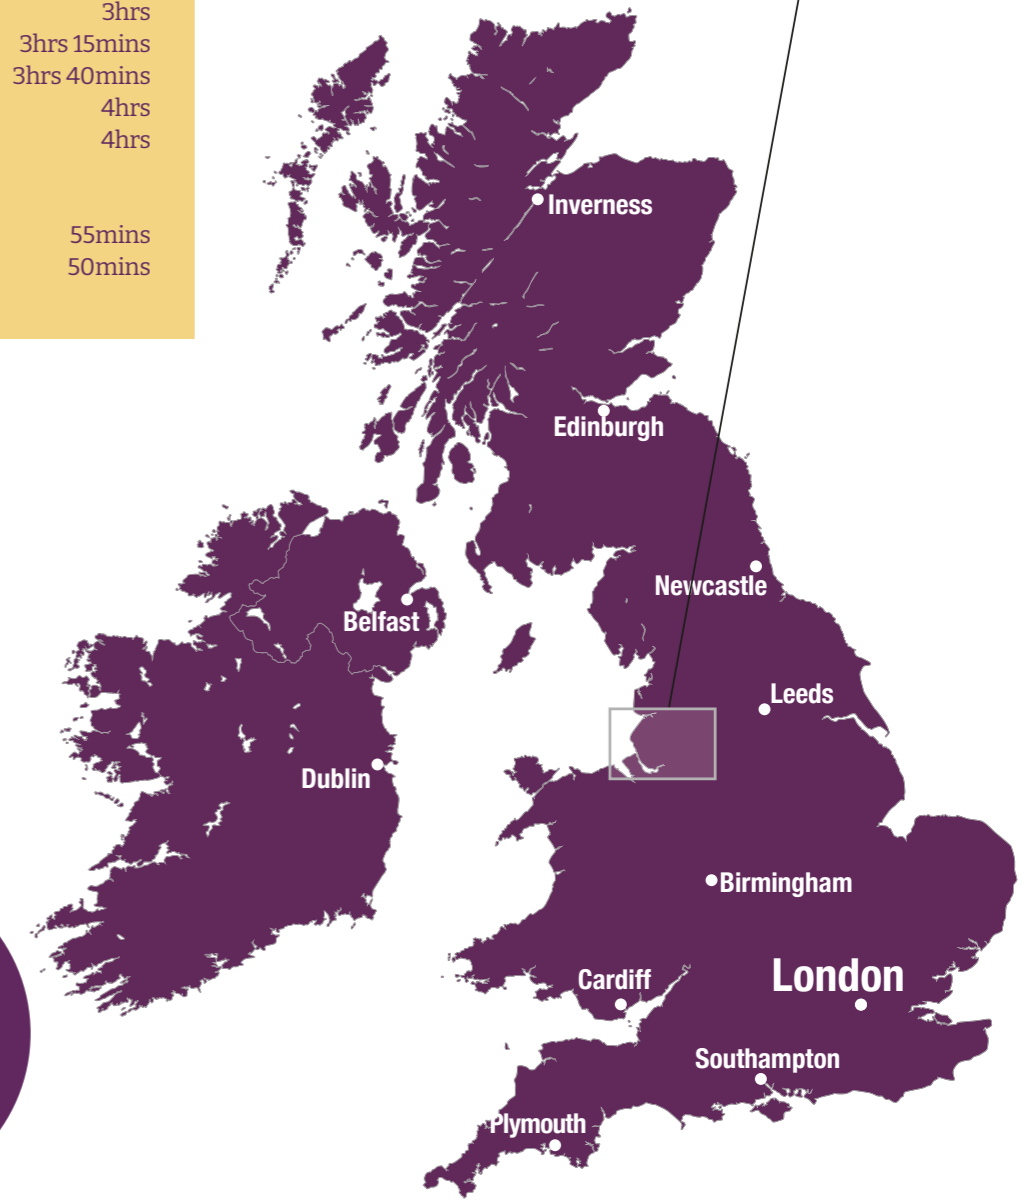 3hrs
3hrs 15mins
3hrs 40mins
4hrs
4hrs
55mins
50mins
Inverness
Edinburgh
Newcastle
Belfast
Leeds
Dublin
Birmingham
London
Cardiff
Southampton
Plymouth